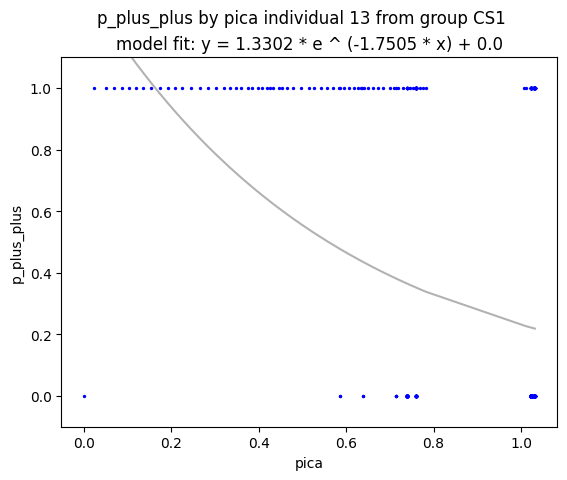 p_plus_plus by pica individual 13 from group CS1
model fit: y = 1.3302 * e ^ (-1.7505 * x) + 0.0
1.0
0.8
0.6
0.4
0.2
0.0
p_plus_plus
0.0 0.2 0.4 0.6 0.8 1.0
pica